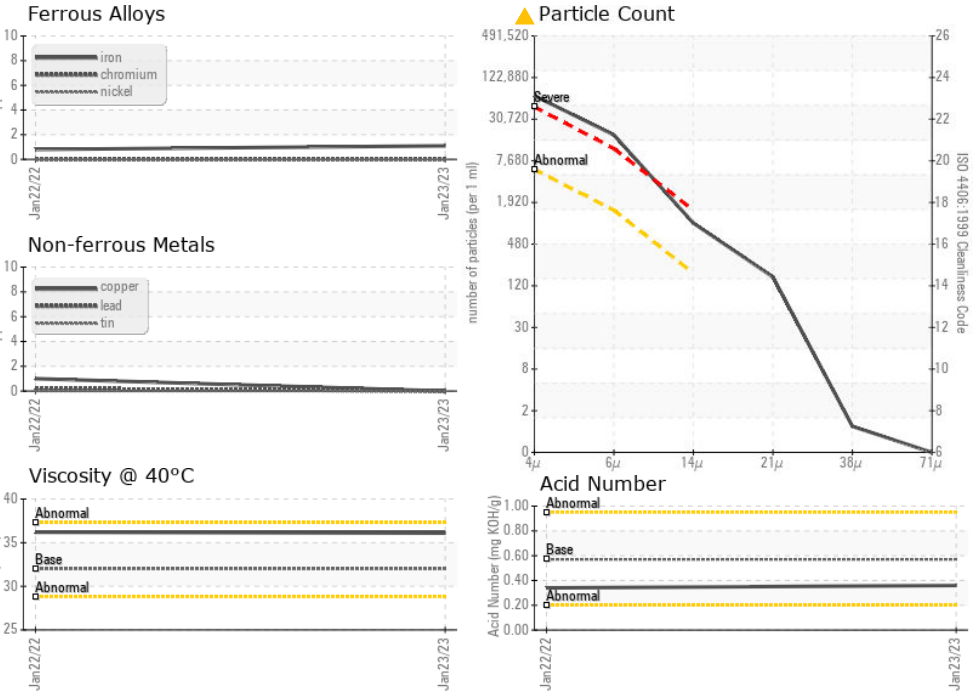 Ferrous Alloys
10
8
6
4
2
0
iron
chromium
nickel
Jan22/22
Jan23/23
Non-ferrous Metals
10
8
6
4
2
0
copper
lead
tin
Jan22/22
Jan23/23
Viscosity @ 40°C
40
35
30
25
Abnormal
Base
Abnormal
Jan22/22
Jan23/23
Particle Count
491,520
122,880
30,720
7,680
1,920
480
120
30
8
2
0
number of particles (per 1 ml)
Severe
Abnormal
26
24
22
20
18
16
14
12
10
8
6
ISO 4406:1999 Cleanliness Code
4µ
6µ
14µ
21µ
38µ
71µ
Acid Number
Acid Number (mg KOH/g)
1.00
0.80
0.60
0.40
0.20
0.00
Abnormal
Base
Abnormal
Jan22/22
Jan23/23